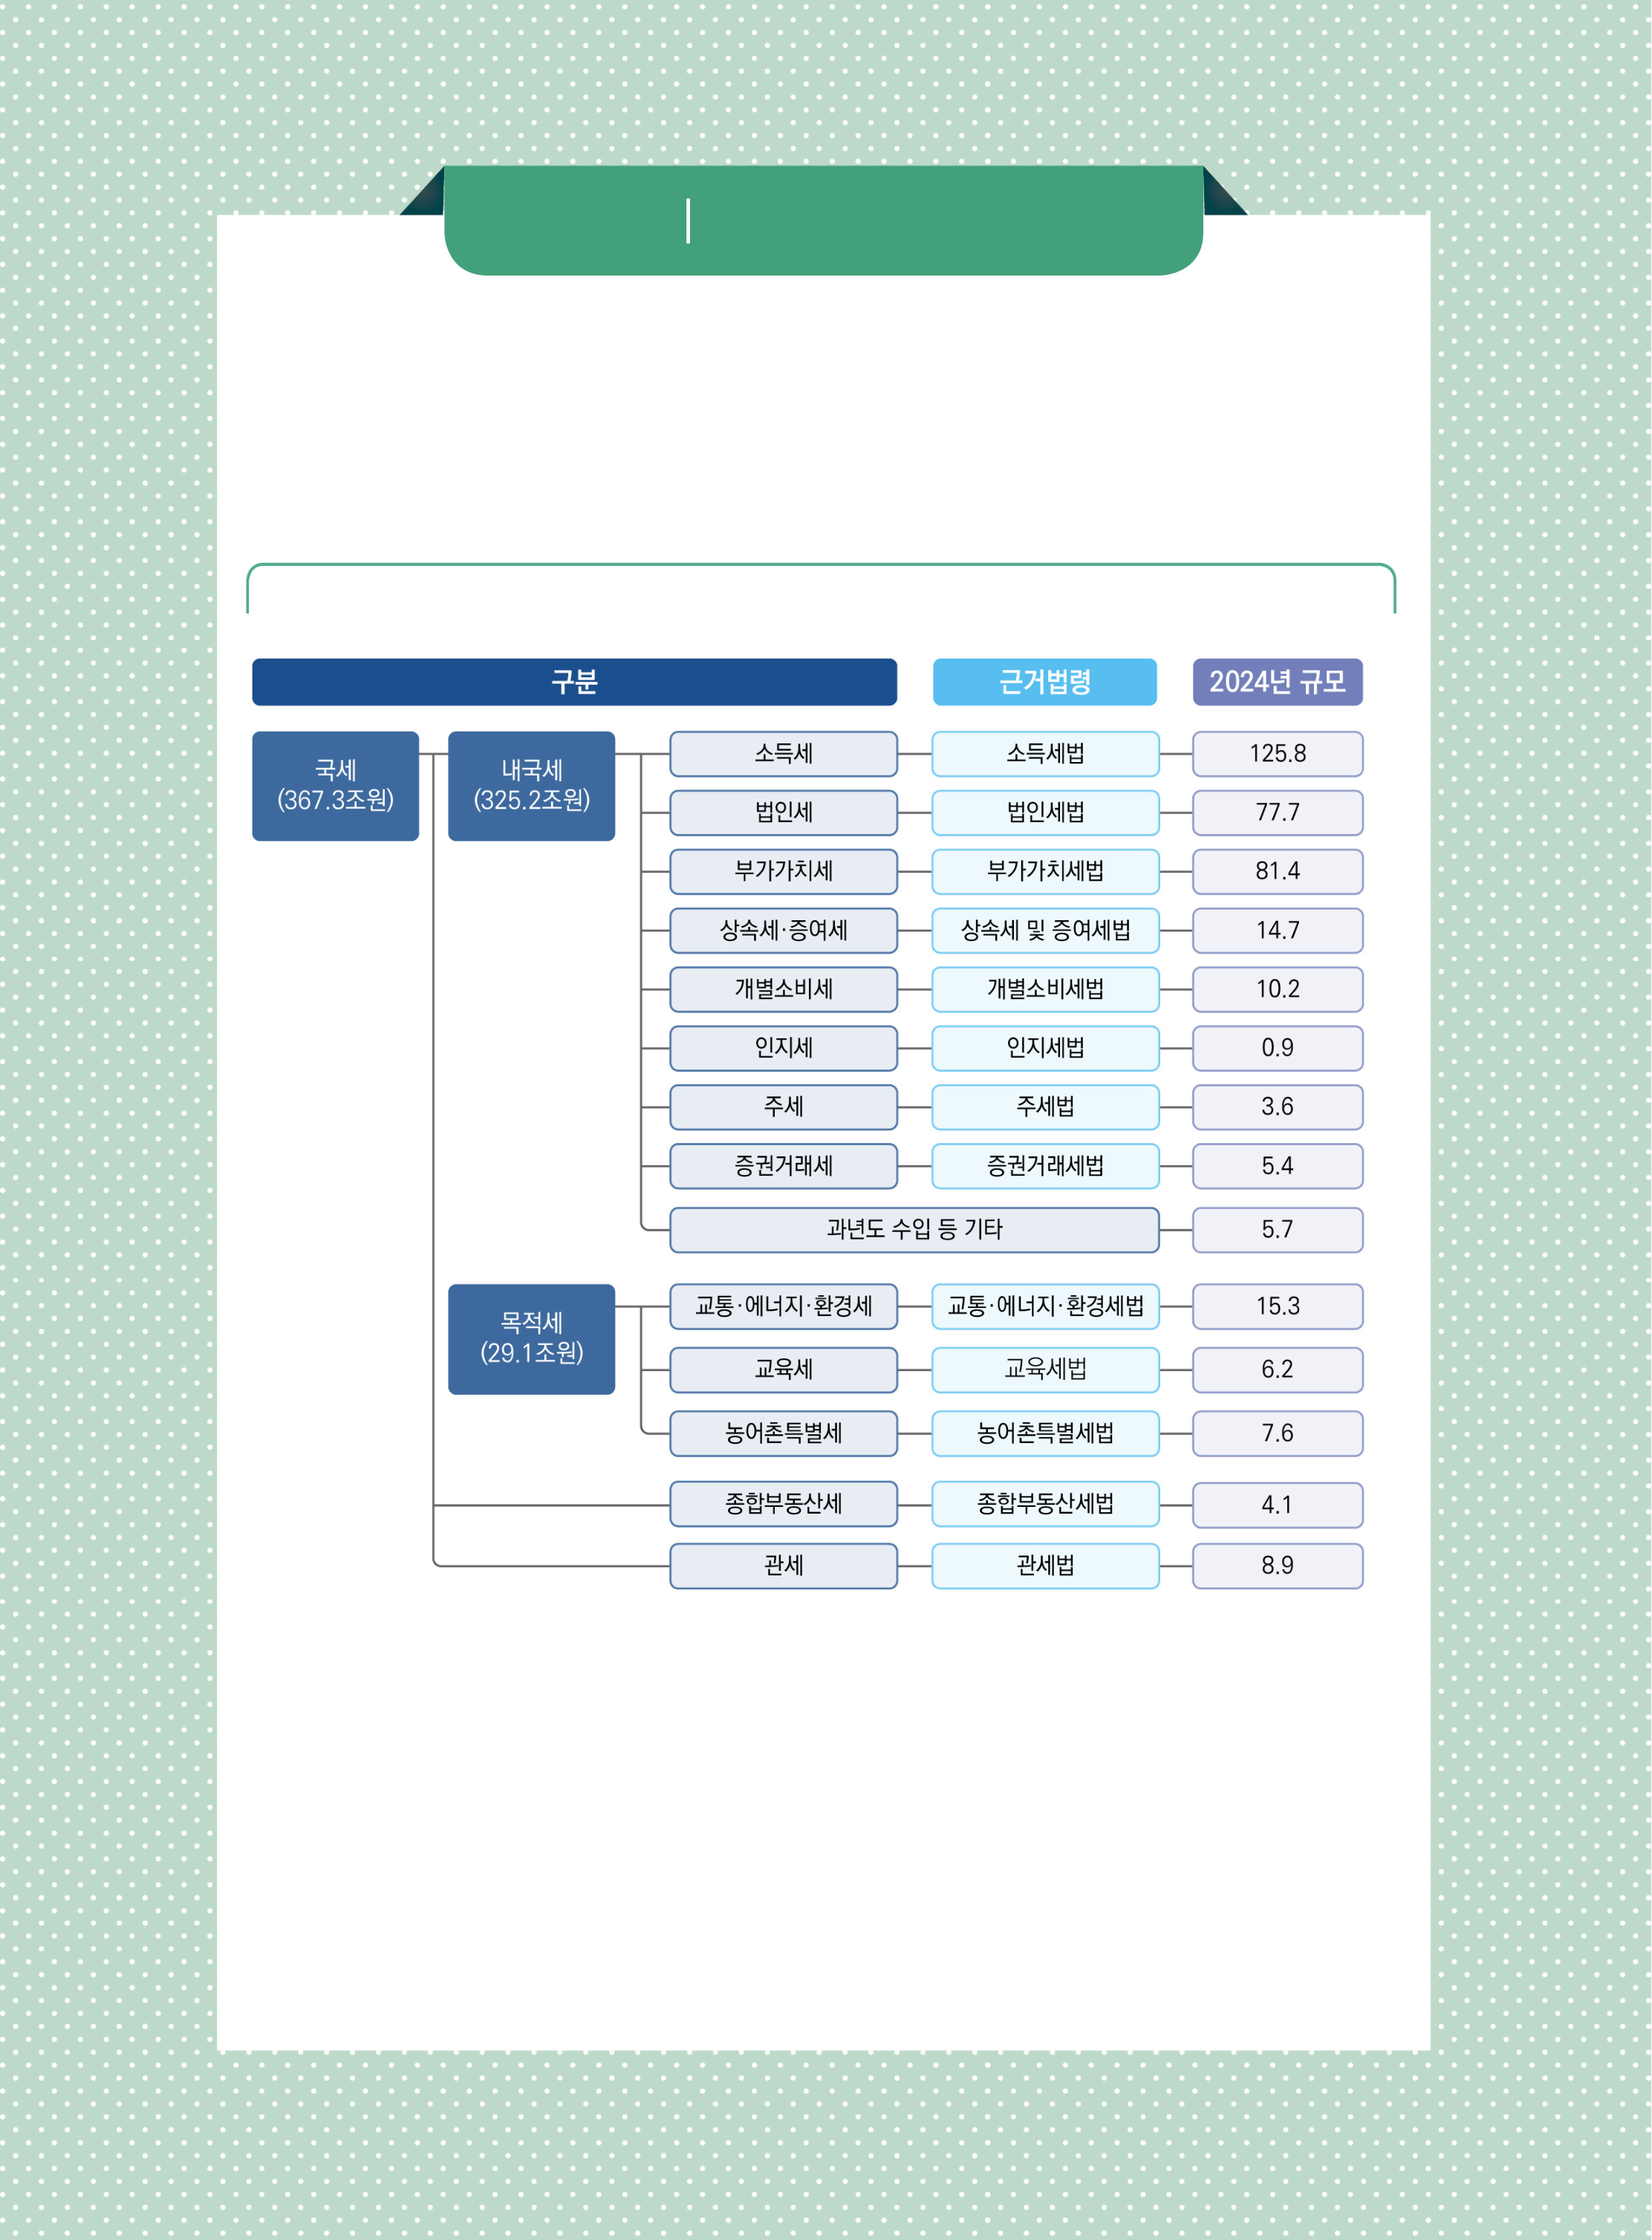 구분 근거법령 2024년 규모
국세
(367.3조원)
내국세
(325.2조원)
소득세 소득세법 125.8
법인세 법인세법 77.7
부가가치세 부가가치세법 81.4
상속세·증여세 상속세 및 증여세법 14.7
개별소비세 개별소비세법 10.2
인지세 인지세법 0.9
주세 주세법 3.6
증권거래세 증권거래세법 5.4
과년도 수입 등 기타 5.7
목적세
(29.1조원)
교통·에너지·환경세 교통·에너지·환경세법 15.3
교육세 교육세법 6.2
농어촌특별세 농어촌특별세법 7.6
종합부동산세 종합부동산세법 4.1
관세 관세법 8.9